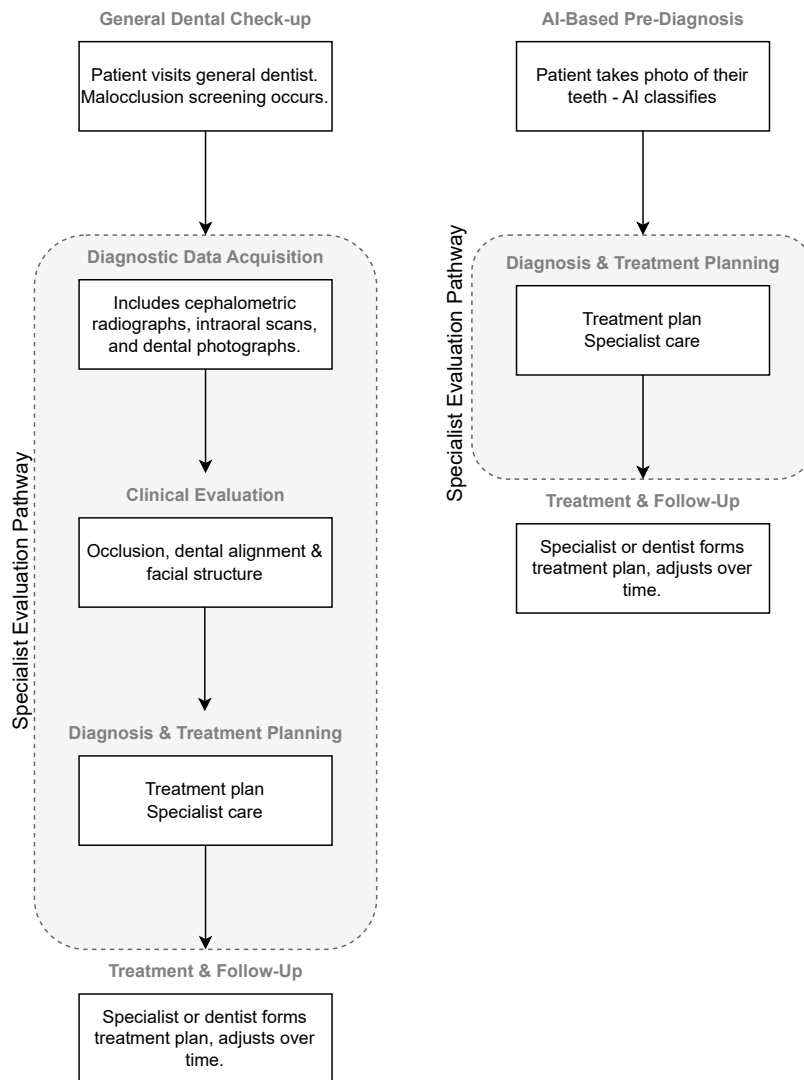 General Dental Check-up
Patient visits general dentist.
Malocclusion screening occurs.
Specialist Evaluation Pathway
Diagnostic Data Acquisition
Includes cephalometric
radiographs, intraoral scans,
and dental photographs.
Clinical Evaluation
Occlusion, dental alignment &
facial structure
Diagnosis & Treatment Planning
Treatment plan
Specialist care
Treatment & Follow-Up
Specialist or dentist forms
treatment plan, adjusts over
time.
AI-Based Pre-Diagnosis
Patient takes photo of their
teeth - AI classifies
Specialist Evaluation Pathway
Diagnosis & Treatment Planning
Treatment plan
Specialist care
Treatment & Follow-Up
Specialist or dentist forms
treatment plan, adjusts over
time.